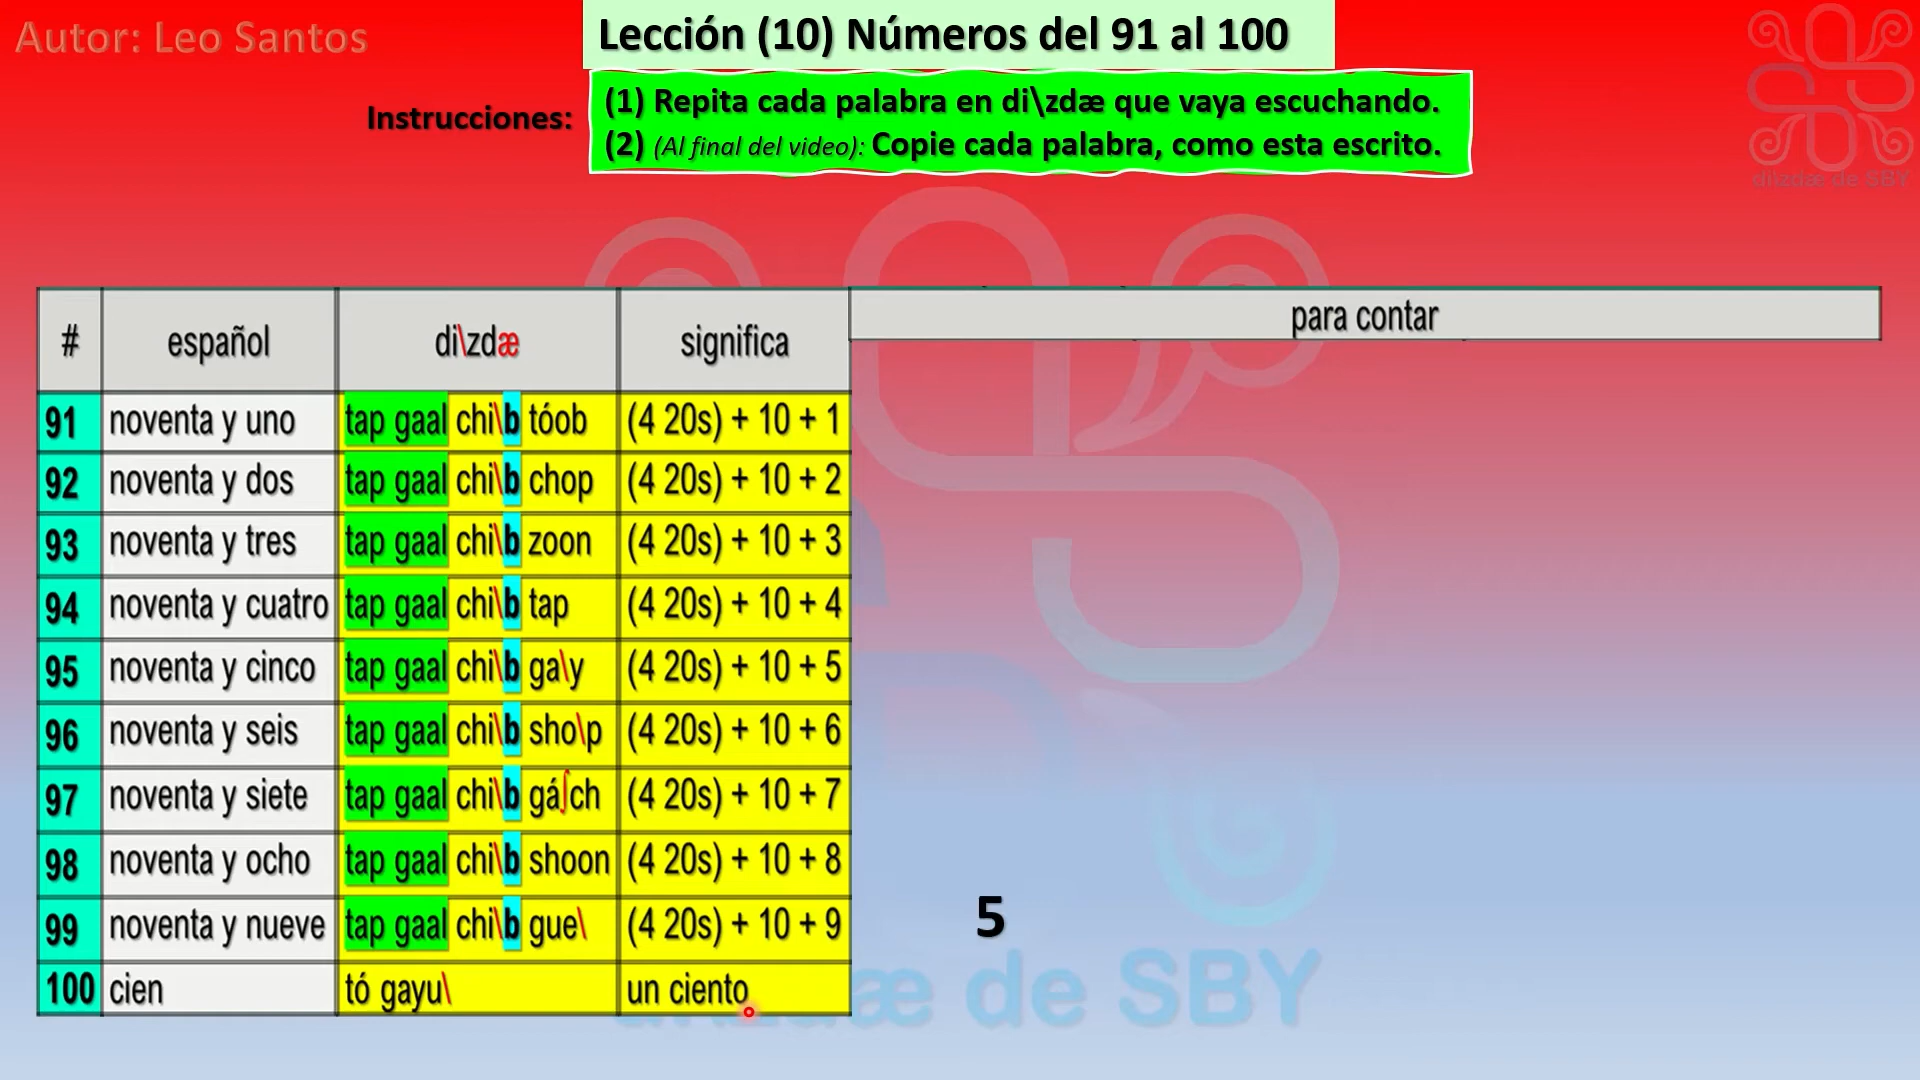 Autor: Leo Santos
Lección (10) Números del 91 al 100
Instrucciones:
(1) Repita cada palabra en di\zdæ que vaya escuchando.
(2) (Al final del video): Copie cada palabra, como esta escrito.
di\zdæ de SBY
# español di\zdæ significa para contar
91 noventa y uno tap gaal chi\b tóob (4 20s) + 10 + 1
92 noventa y dos tap gaal chi\b chop (4 20s) + 10 + 2
93 noventa y tres tap gaal chi\b zoon (4 20s) + 10 + 3
94 noventa y cuatro tap gaal chi\b tap (4 20s) + 10 + 4
95 noventa y cinco tap gaal chi\b ga\y (4 20s) + 10 + 5
96 noventa y seis tap gaal chi\b sho\p (4 20s) + 10 + 6
97 noventa y siete tap gaal chi\b gá∫ch (4 20s) + 10 + 7
98 noventa y ocho tap gaal chi\b shoon (4 20s) + 10 + 8
99 noventa y nueve tap gaal chi\b gue\ (4 20s) + 10 + 9
100 cien tó gayu\ un ciento
5
æ de SBY